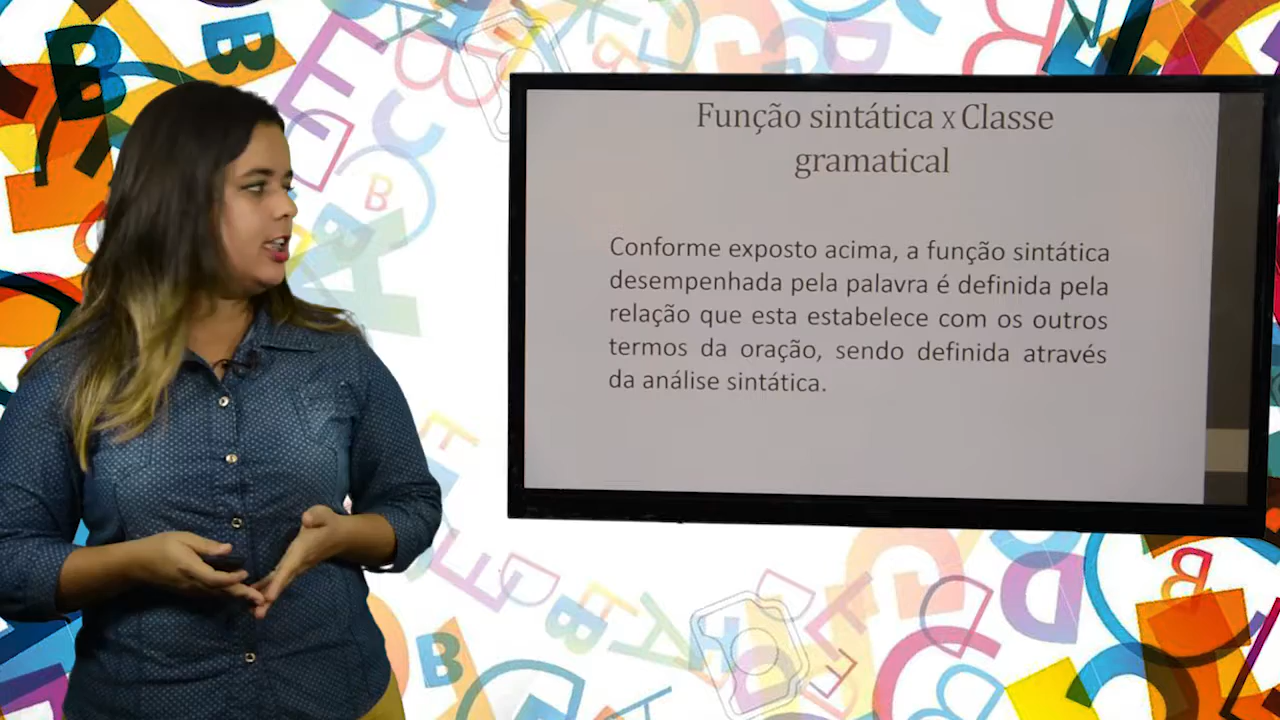 Função sintática x Classe
gramatical
Conforme exposto acima, a função sintática
desempenhada pela palavra é definida pela
relação que esta estabelece com os outros
termos da oração, sendo definida através
da análise sintática.